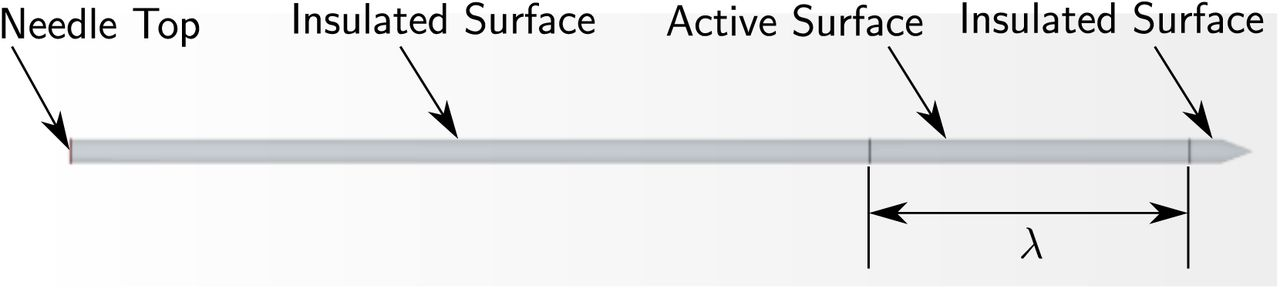 Needle Top
Insulated Surface
Active Surface
Insulated Surface
λ